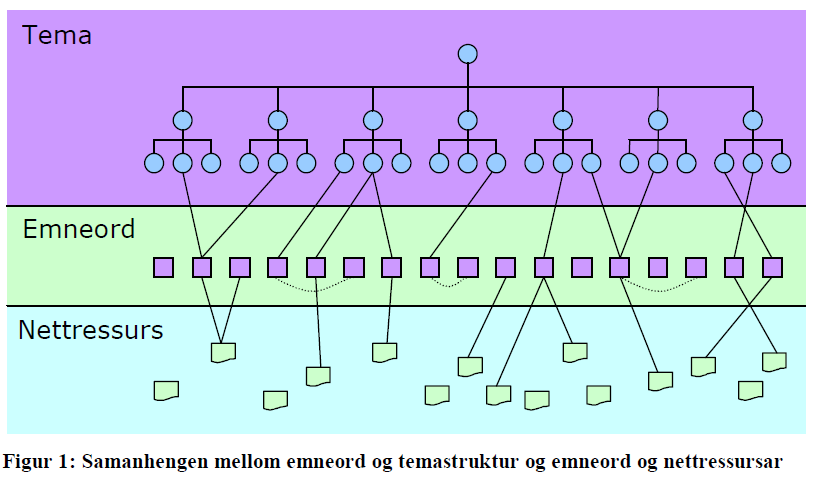 Tema
Emneord
Nettressurs
Figur 1: Samanhengen mellom emneord og temastruktur og emneord og nettressursar